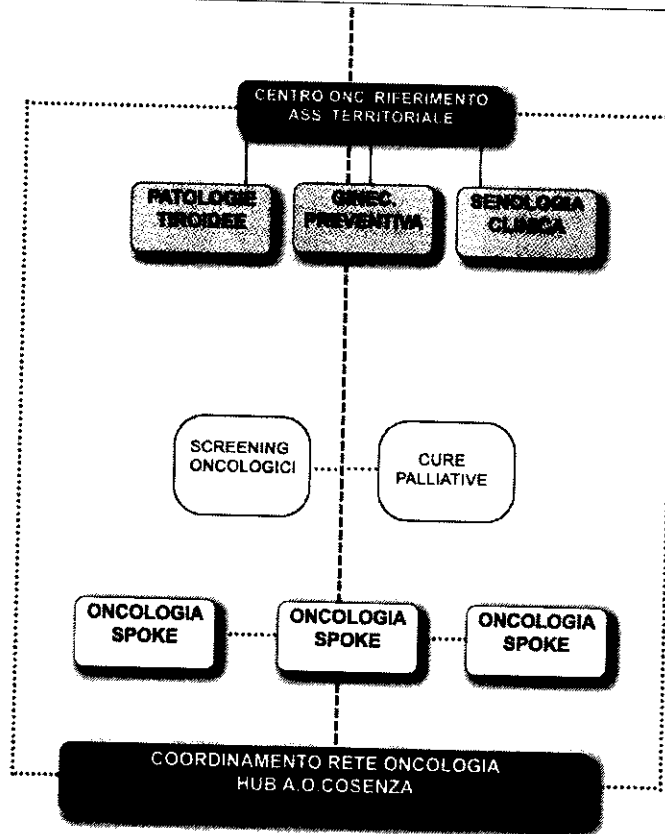 CENTRO ONC RIFERIMENTO
ASS. TERRITORIALE
PATOLOGIE
TIROIDEE
GINEC.
PREVENTIVA
SENOLOGIA
CLINICA
SCREENING
ONCOLOGICI
CURE
PALLIATIVE
ONCOLOGIA
SPOKE
ONCOLOGIA
SPOKE
ONCOLOGIA
SPOKE
COORDINAMENTO RETE ONCOLOGIA
HUB A.O.COSENZA